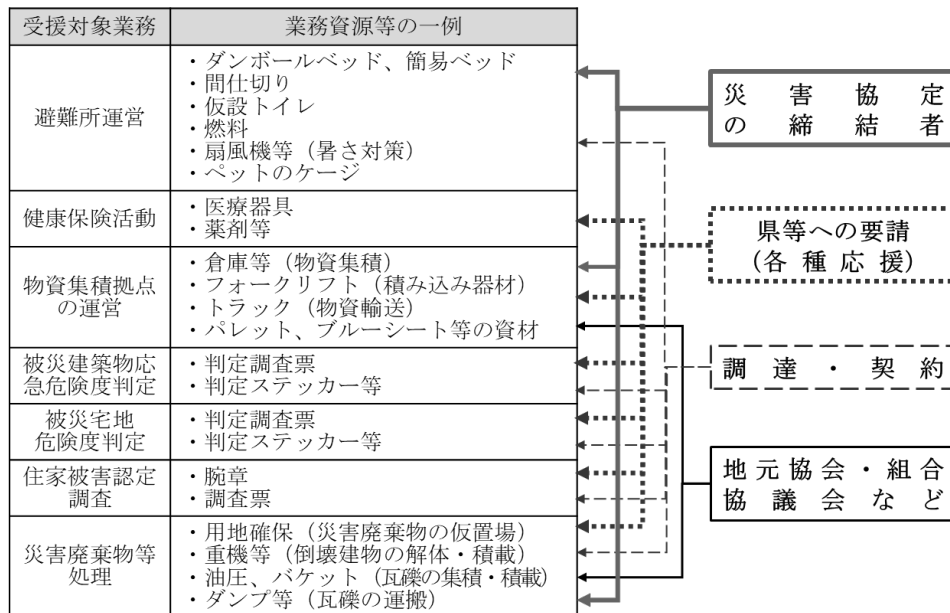 受援対象業務
業務資源等の一例
避難所運営
・ダンボールベッド、簡易ベッド
・間仕切り
・仮設トイレ
・燃料
・扇風機等（暑さ対策）
・ペットのケージ
健康保険活動
・医療器具
・薬剤等
物資集積拠点
の運営
・倉庫等（物資集積）
・フォークリフト（積み込み器材）
・トラック（物資輸送）
・パレット、ブルーシート等の資材
被災建築物応
急危険度判定
・判定調査票
・判定ステッカー等
被災宅地
危険度判定
・判定調査票
・判定ステッカー等
住家被害認定
調査
・腕章
・調査票
災害廃棄物等
処理
・用地確保（災害廃棄物の仮置場）
・重機等（倒壊建物の解体・積載）
・油圧、バケット（瓦礫の集積・積載）
・ダンプ等（瓦礫の運搬）
災害協定
の締結者
県等への要請
（各種応援）
調達・契約
地元協会・組合
協議会など